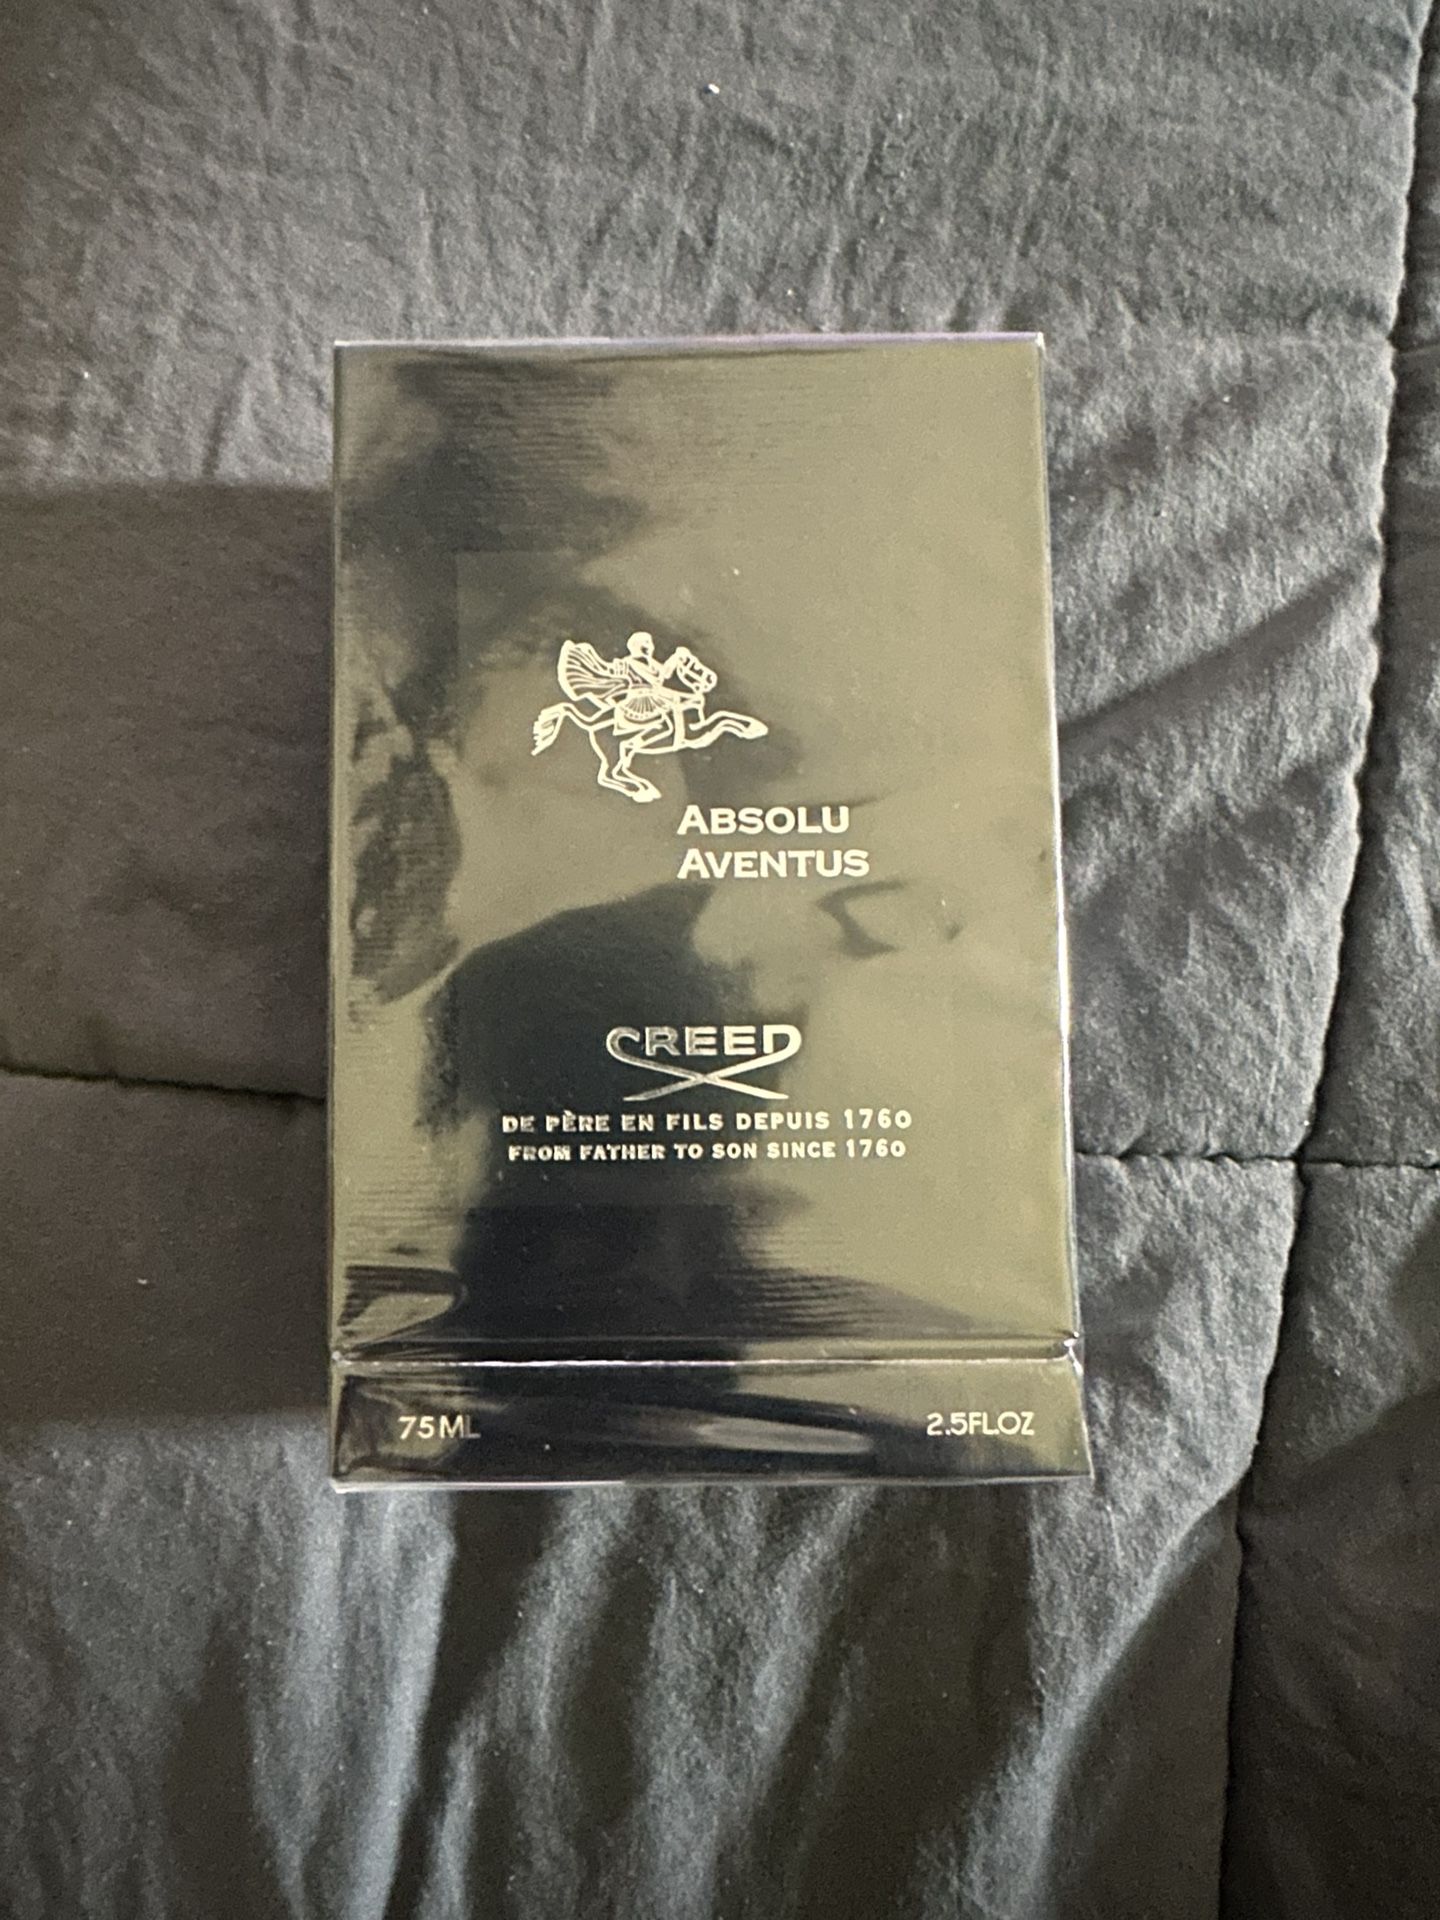 ABSOLU
AVENTUS
CREED
DE PÈRE EN FILS DEPUIS 1760
FROM FATHER TO SON SINCE 1760
75ML 2.5FLOZ